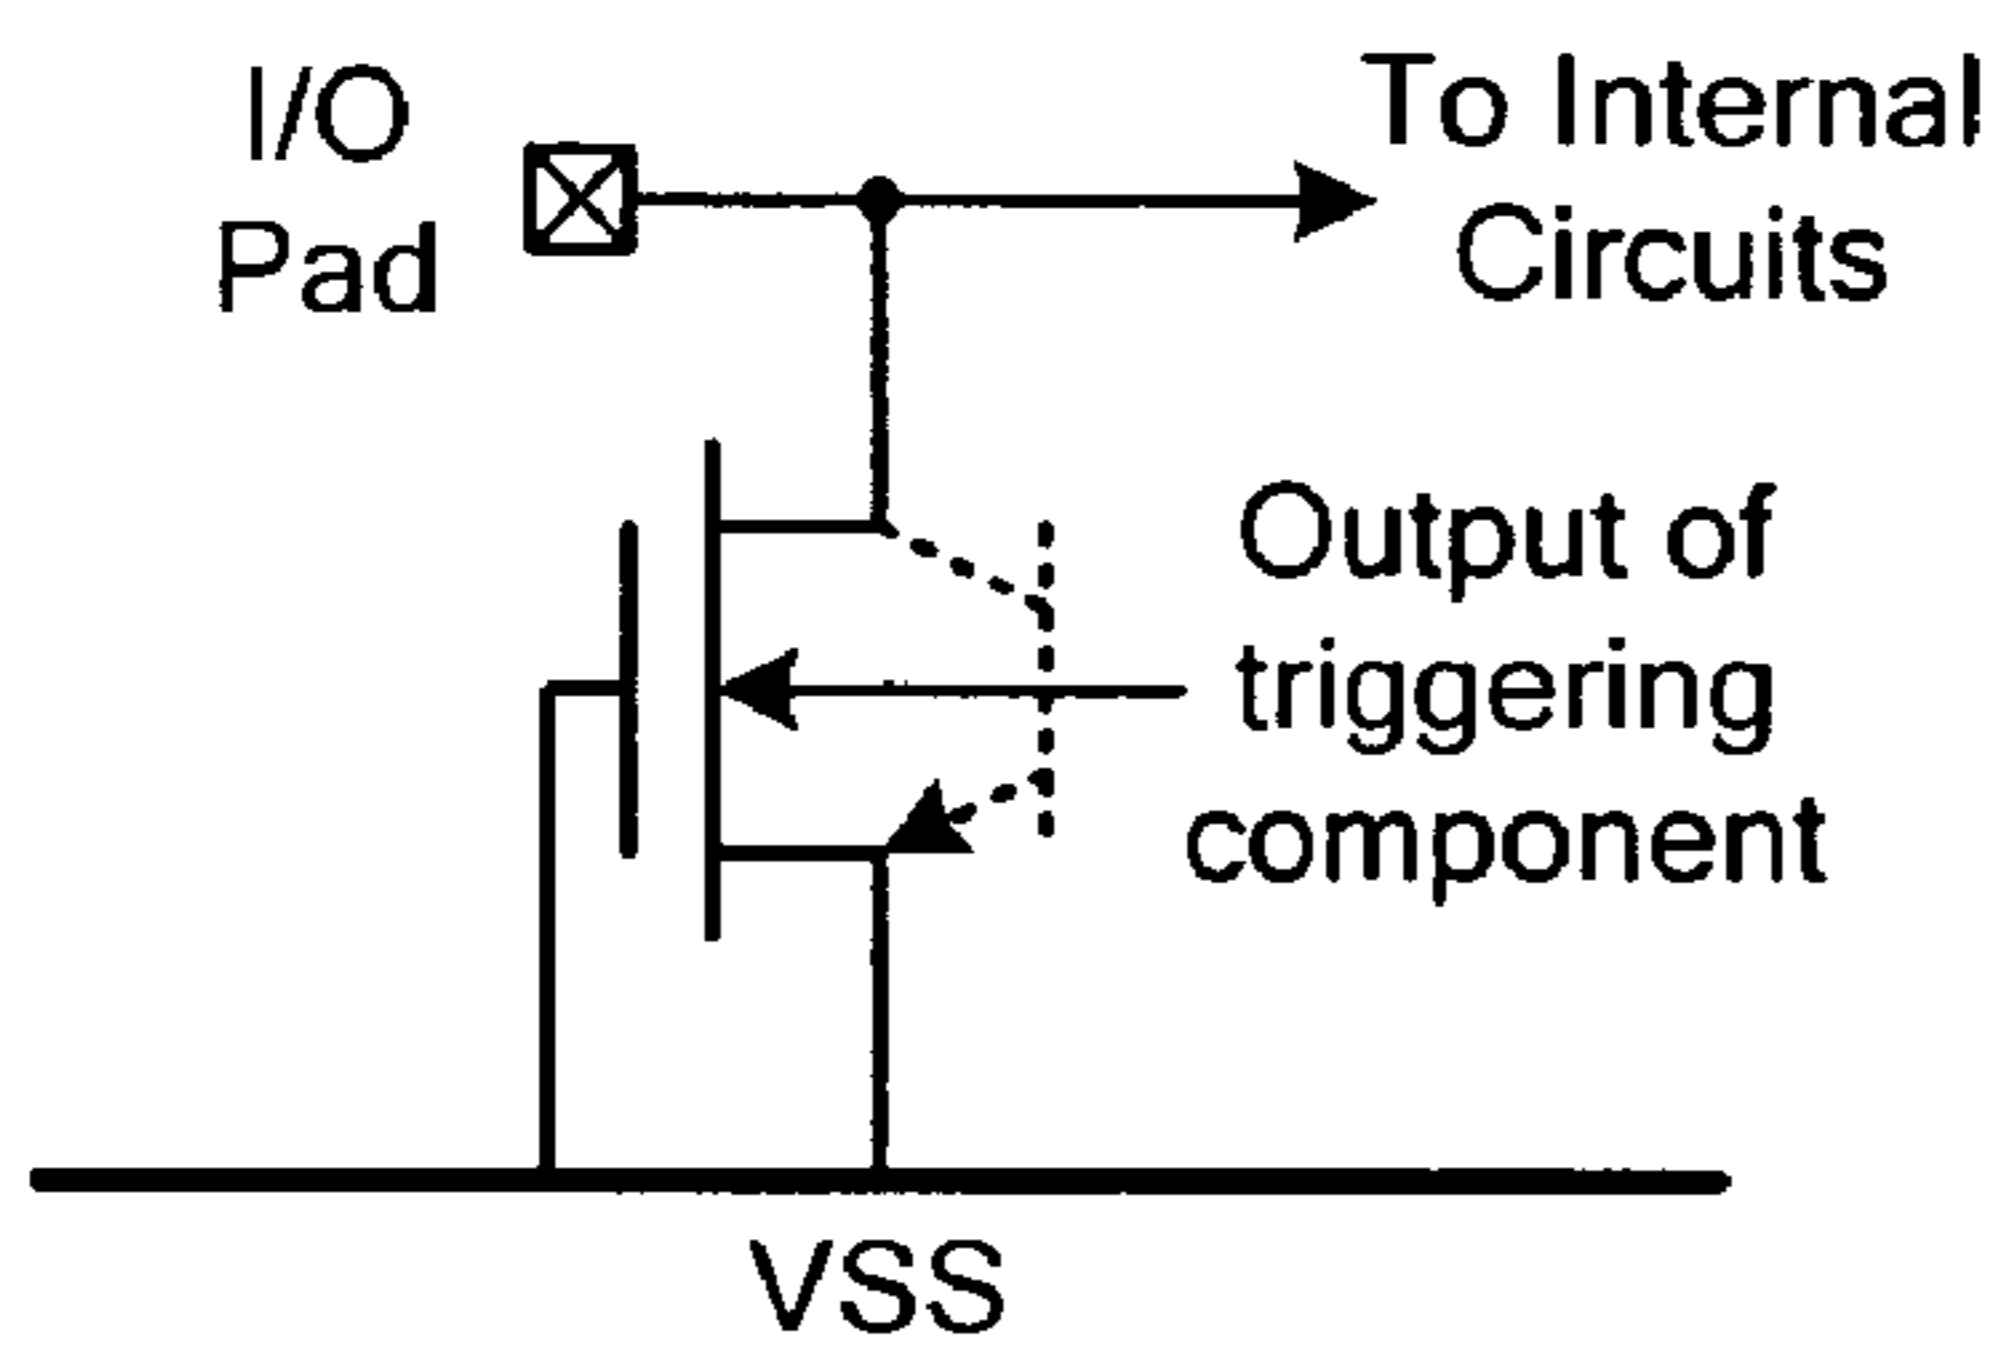 I/O
Pad
To Internal
Circuits
Output of
triggering
component
VSS